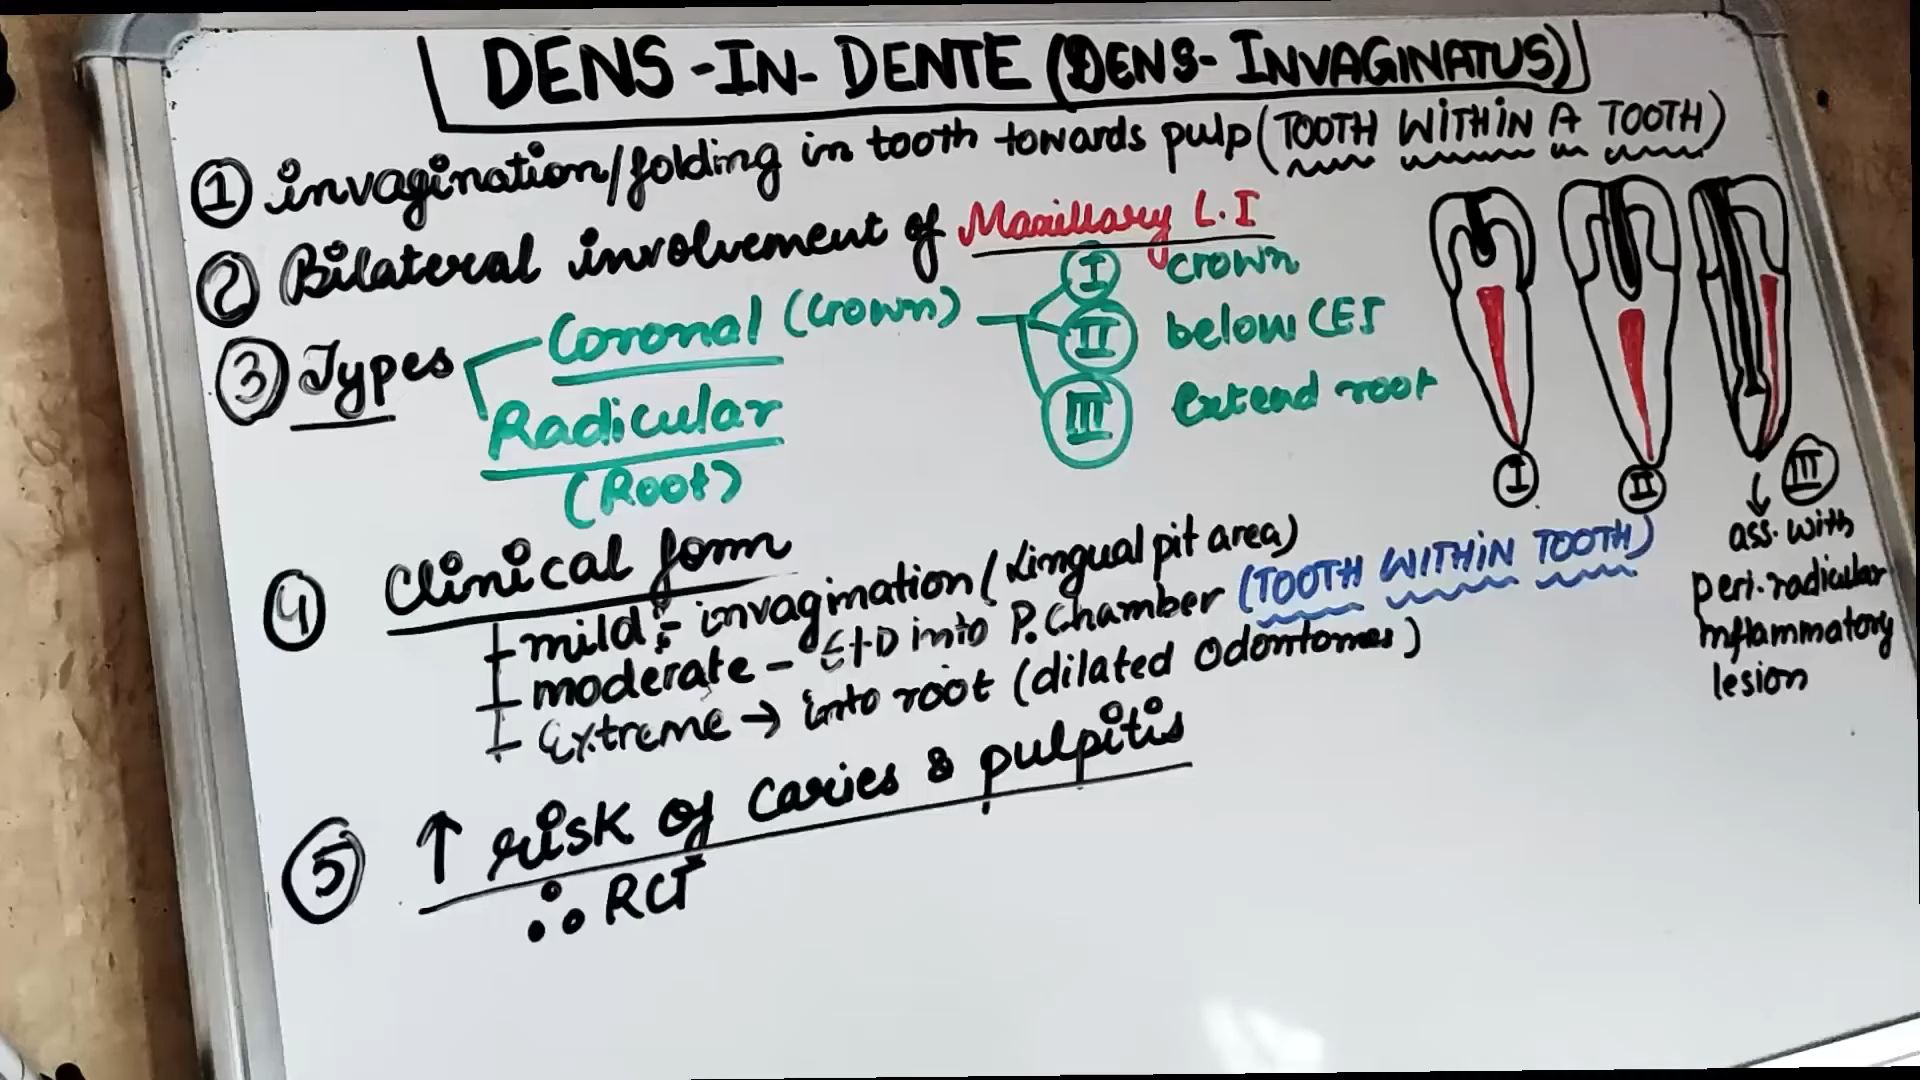 DENS-IN-DENTE (DENS-INVAGINATUS)
① invagination/folding in tooth towards pulp (TOOTH WITHIN A TOOTH)
② Bilateral involvement of Maxillary L.I
③ Types
Coronal (Crown)
I crown
II below CEJ
III Extend root
Radicular
(Root)
I
II
III
↓
ass. with
peri-radicular
inflammatory
lesion
④ Clinical form
mild :- invagination (Lingual pit area)
moderate - E+D into P. Chamber (TOOTH WITHIN TOOTH)
Extreme → into root (dilated Odontomes)
⑤ ↑ risk of caries & pulpitis
∴ RCT